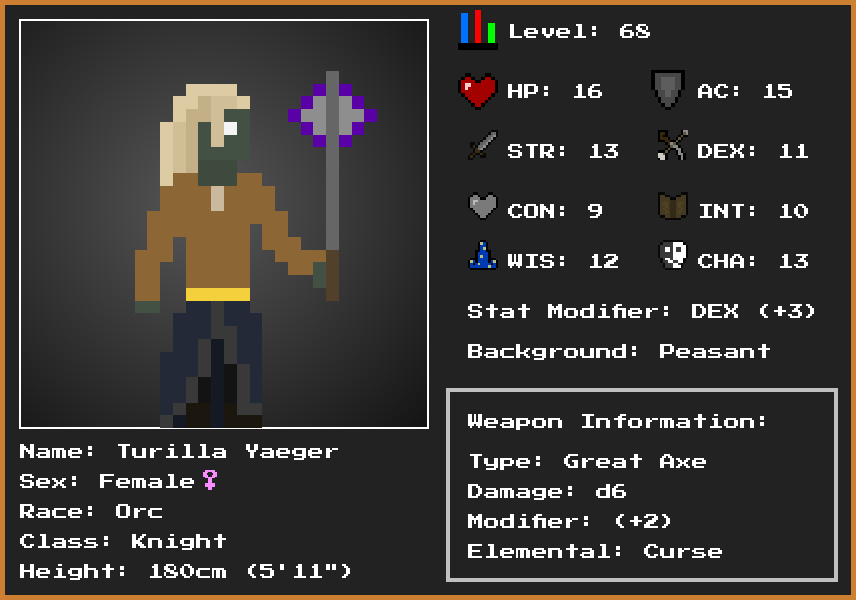 Level: 68
HP: 16
AC: 15
STR: 13
DEX: 11
CON: 9
INT: 10
WIS: 12
CHA: 13
Stat Modifier: DEX (+3)
Background: Peasant
Weapon Information:
Type: Great Axe
Damage: d6
Modifier: (+2)
Elemental: Curse
Name: Turilla Yaeger
Sex: Female♀
Race: Orc
Class: Knight
Height: 180cm (5'11")